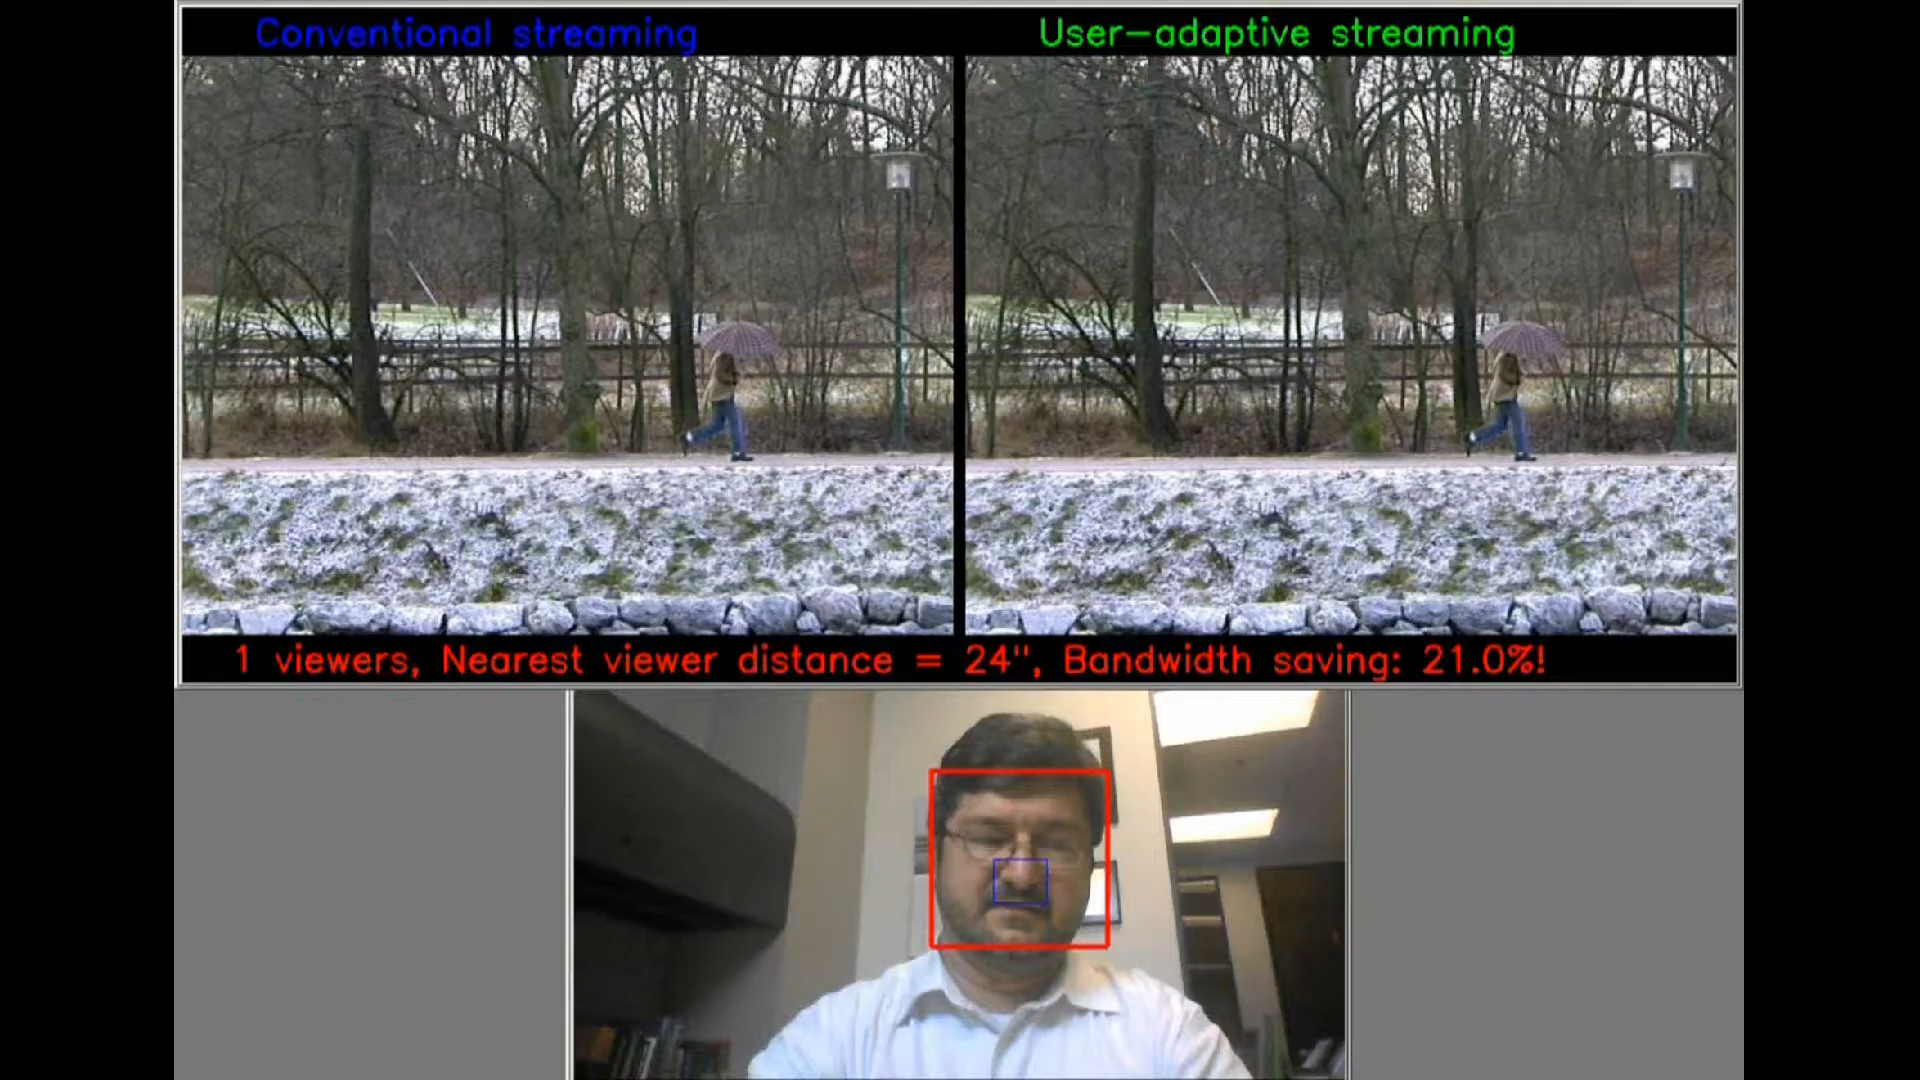 Conventional streaming
User-adaptive streaming
1 viewers, Nearest viewer distance = 24", Bandwidth saving: 21.0%!